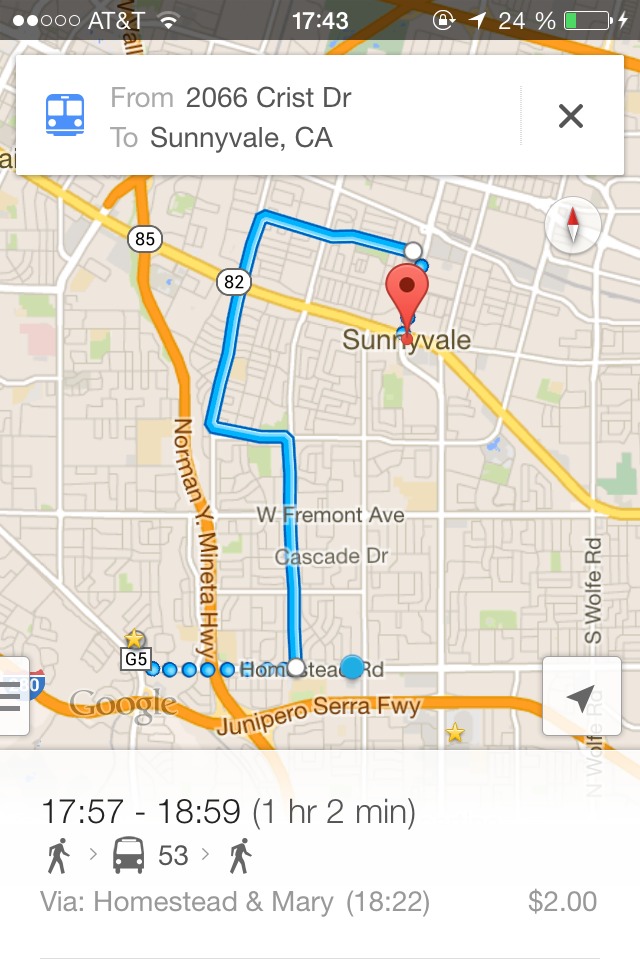 AT&T 17:43 24 %
From 2066 Crist Dr
To Sunnyvale, CA
85
82
Sunnyvale
Norman Y. Mineta Hwy
W Fremont Ave
Cascade Dr
S Wolfe Rd
G5
Homestead Rd
Google
Junipero Serra Fwy
N Wolfe Rd
17:57 - 18:59 (1 hr 2 min)
53
Via: Homestead & Mary (18:22) $2.00